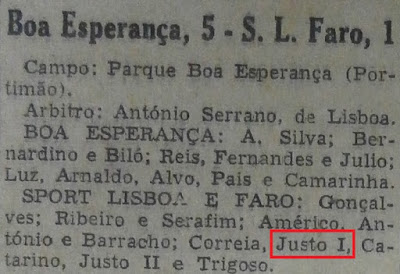 Boa Esperança, 5 - S. L. Faro, 1
Campo: Parque Boa Esperança (Por-
timão).
Arbitro: António Serrano, de Lisboa.
BOA ESPERANÇA: A. Silva; Ber-
nardino e Biló; Reis, Fernandes e Julio;
Luz, Arnaldo, Alvo, Pais e Camarinha.
SPORT LISBOA E FARO: Gonçal-
ves; Ribeiro e Serafim; Américo, An-
tónio e Barracho; Correia, Justo I, Ca-
tarino, Justo II e Trigoso.